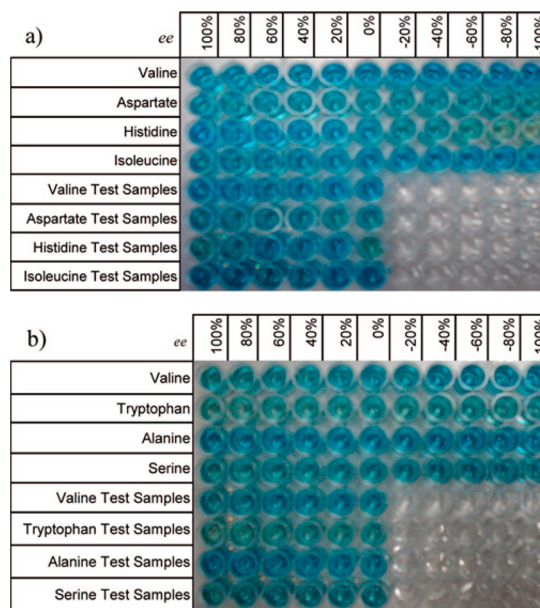 a)
ee 100% 80% 60% 40% 20% 0% -20% -40% -60% -80% 100%
Valine
Aspartate
Histidine
Isoleucine
Valine Test Samples
Aspartate Test Samples
Histidine Test Samples
Isoleucine Test Samples
b)
ee 100% 80% 60% 40% 20% 0% -20% -40% -60% -80% 100%
Valine
Tryptophan
Alanine
Serine
Valine Test Samples
Tryptophan Test Samples
Alanine Test Samples
Serine Test Samples